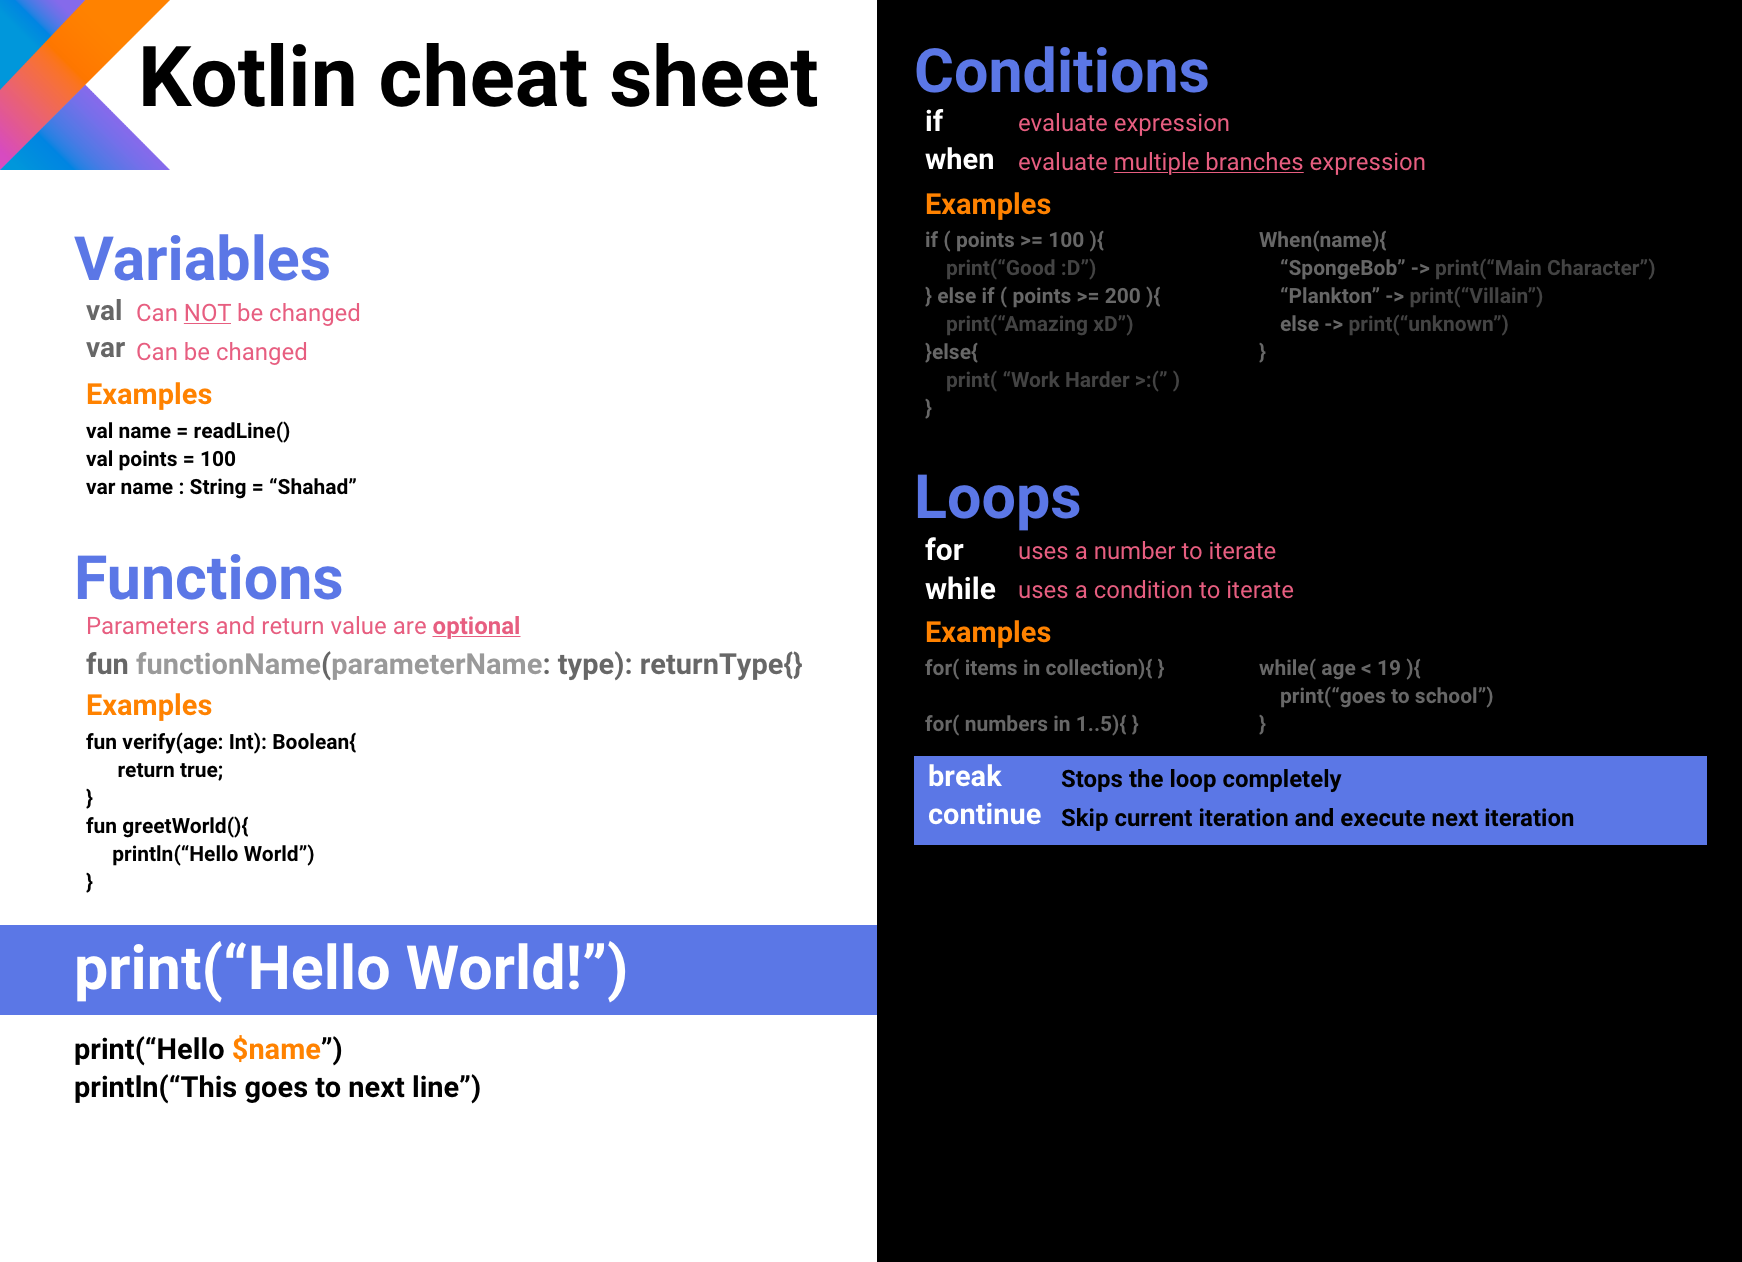 Kotlin cheat sheet
Variables
val Can NOT be changed
var Can be changed
Examples
val name = readLine()
val points = 100
var name : String = “Shahad”
Functions
Parameters and return value are optional
fun functionName(parameterName: type): returnType{}
Examples
fun verify(age: Int): Boolean{
return true;
}
fun greetWorld(){
println(“Hello World”)
}
print(“Hello World!”)
print(“Hello $name”)
println(“This goes to next line”)
Conditions
if evaluate expression
when evaluate multiple branches expression
Examples
if ( points >= 100 ){
print(“Good :D”)
} else if ( points >= 200 ){
print(“Amazing xD”)
}else{
print( “Work Harder >:(” )
}
When(name){
“SpongeBob” -> print(“Main Character”)
“Plankton” -> print(“Villain”)
else -> print(“unknown”)
}
Loops
for uses a number to iterate
while uses a condition to iterate
Examples
for( items in collection){ }
for( numbers in 1..5){ }
while( age < 19 ){
print(“goes to school”)
}
break Stops the loop completely
continue Skip current iteration and execute next iteration